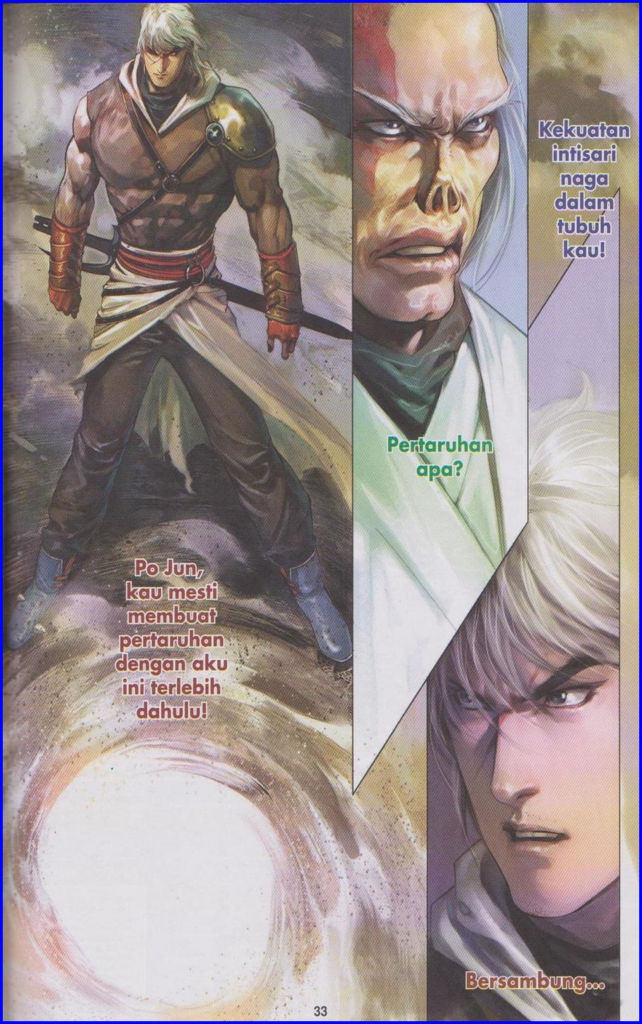 Po Jun,
kau mesti
membuat
pertaruhan
dengan aku
ini terlebih
dahulu!
Pertaruhan
apa?
Kekuatan
intisari
naga
dalam
tubuh
kau!
Bersambung...
33